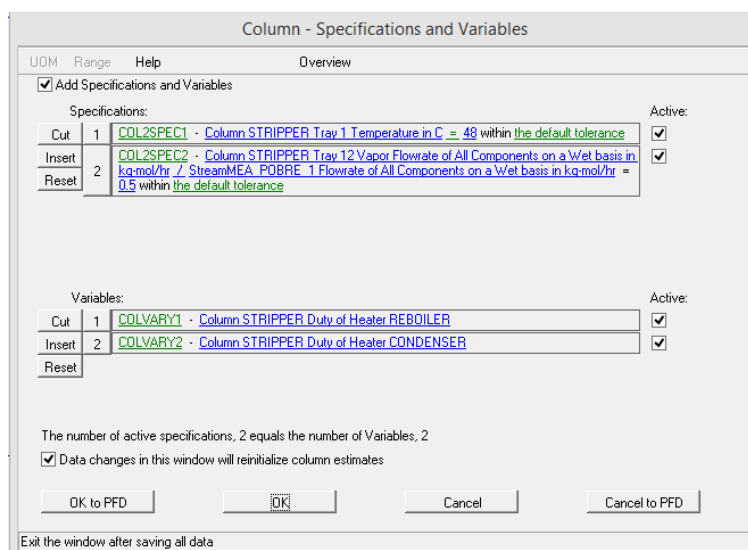 Column - Specifications and Variables
UOM Range Help Overview
Add Specifications and Variables
Specifications: Active:
Cut 1 COL2SPEC1 - Column STRIPPER Tray 1 Temperature in C = 48 within the default tolerance
Insert 2 COL2SPEC2 - Column STRIPPER Tray 12 Vapor Flowrate of All Components on a Wet basis in
Reset kg-mol/hr / StreamMEA_POBRE_1 Flowrate of All Components on a Wet basis in kg-mol/hr =
0.5 within the default tolerance
Variables: Active:
Cut 1 COLVARY1 - Column STRIPPER Duty of Heater REBOILER
Insert 2 COLVARY2 - Column STRIPPER Duty of Heater CONDENSER
Reset
The number of active specifications, 2 equals the number of Variables, 2
Data changes in this window will reinitialize column estimates
OK to PFD OK Cancel Cancel to PFD
Exit the window after saving all data